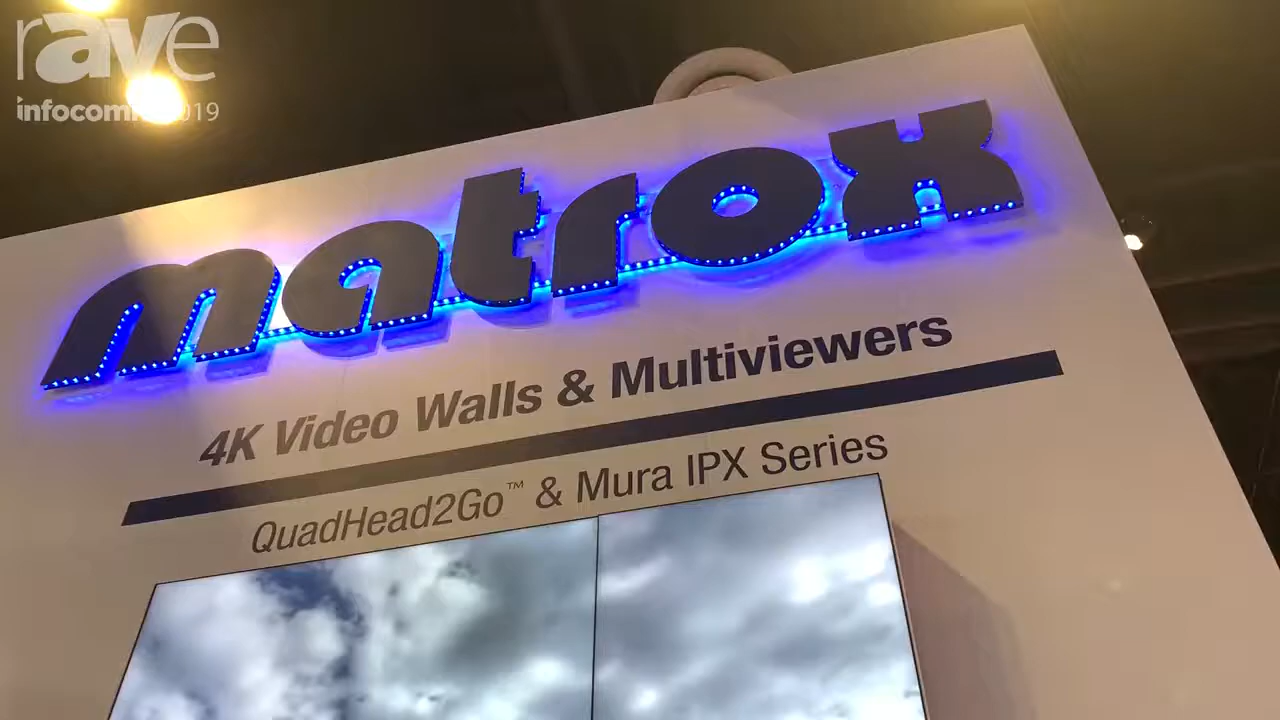 rAVe
infocomm 2019
matrox
4K Video Walls & Multiviewers
QuadHead2Go™ & Mura IPX Series